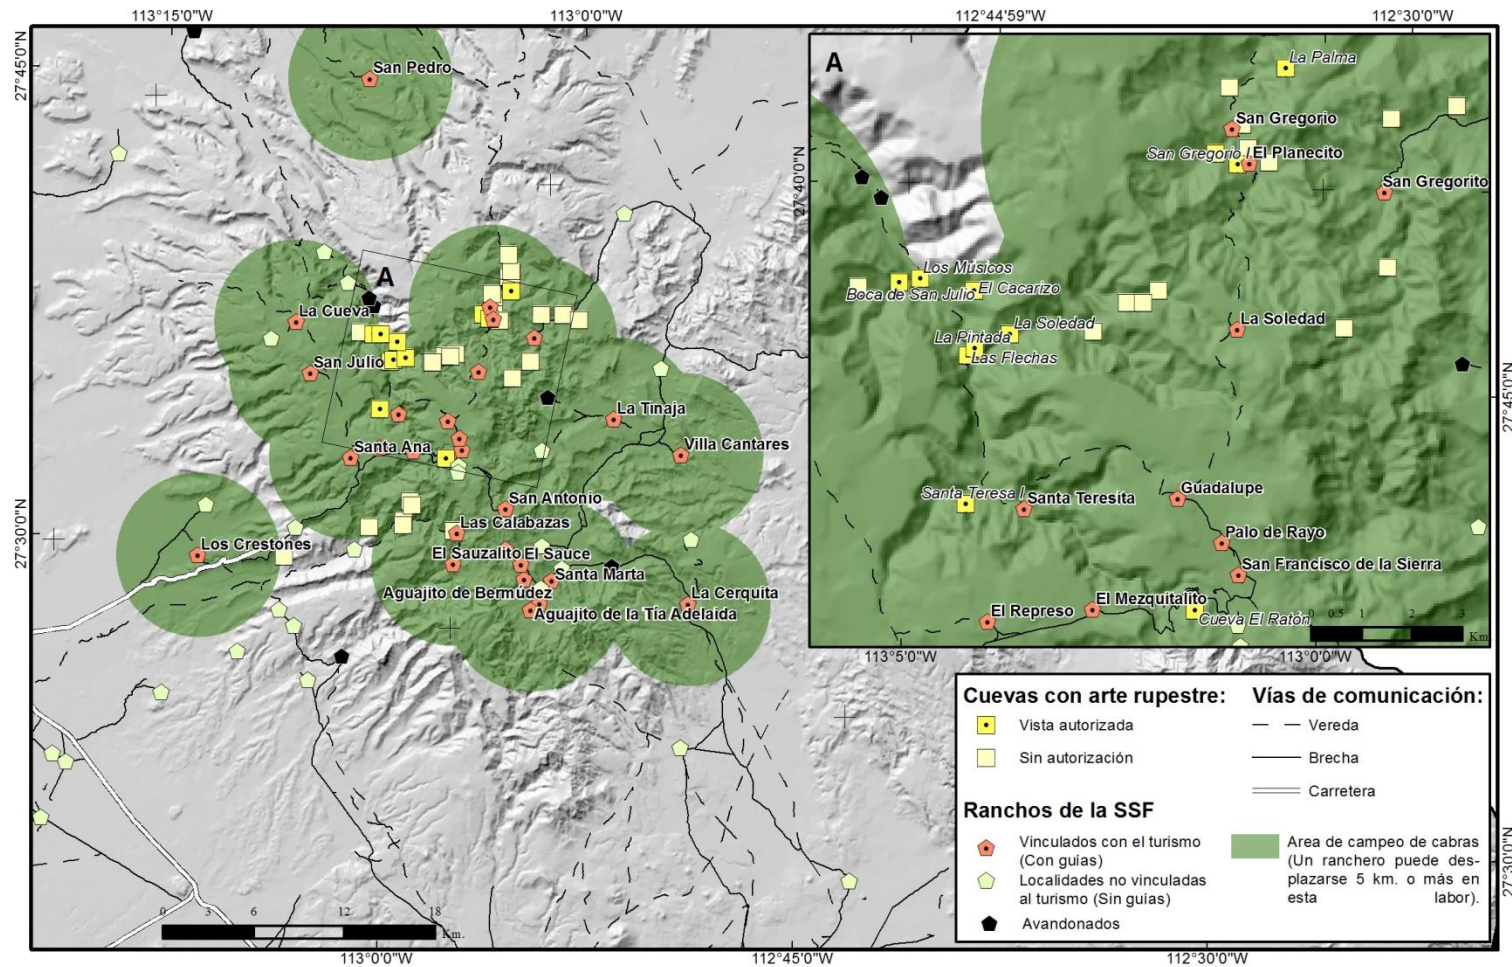 113°15'0"W
113°0'0"W
112°44'59"W
112°30'0"W
27°45'0"N
27°30'0"N
San Pedro
A
La Cueva
San Julio
Santa Ana
La Tinaja
Villa Cantares
San Antonio
Las Calabazas
Los Crestones
El Sauzalito
El Sauce
Santa Marta
Aguajito de Bermúdez
La Cerquita
Aguajito de la Tía Adelaida
0 3 6 12 18
Km.
113°0'0"W
112°45'0"W
112°30'0"W
A
27°40'0"N
La Palma
San Gregorio
San Gregorio I
El Planecito
San Gregorito
Los Músicos
Boca de San Julio
El Cacarizo
La Soledad
La Pintada
Las Flechas
La Soledad
27°45'0"N
Santa Teresa I
Santa Teresita
Guadalupe
Palo de Rayo
San Francisco de la Sierra
El Mezquitalito
El Represo
Cueva El Ratón
0 0.5 1 2 3
Km.
113°5'0"W
113°0'0"W
27°30'0"N
Cuevas con arte rupestre:
Vista autorizada
Sin autorización
Ranchos de la SSF
Vinculados con el turismo
(Con guías)
Localidades no vinculadas
al turismo (Sin guías)
Avandonados
Vías de comunicación:
Vereda
Brecha
Carretera
Area de campeo de cabras
(Un ranchero puede des-
plazarse 5 km. o más en
esta labor).